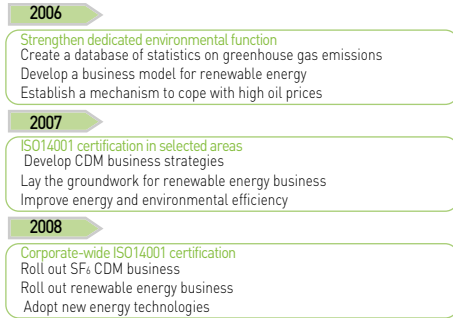 2006
Strengthen dedicated environmental function
Create a database of statistics on greenhouse gas emissions
Develop a business model for renewable energy
Establish a mechanism to cope with high oil prices
2007
ISO14001 certification in selected areas
Develop CDM business strategies
Lay the groundwork for renewable energy business
Improve energy and environmental efficiency
2008
Corporate-wide ISO14001 certification
Roll out SF₆ CDM business
Roll out renewable energy business
Adopt new energy technologies